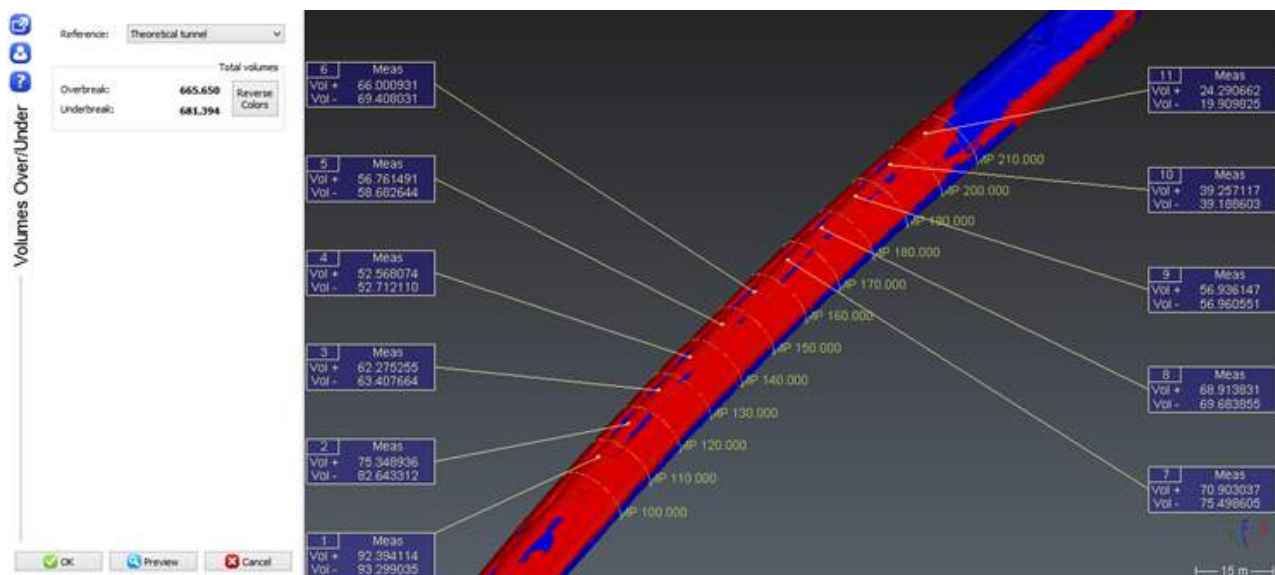 Volumes Over/Under
Reference: Theoretical tunnel
Total volumes
Overbreak: 665.650
Underbreak: 681.394
Reverse
Colors
OK Preview Cancel
6 Meas
Vol + 66.000931
Vol - 69.408031
5 Meas
Vol + 56.761491
Vol - 58.682644
4 Meas
Vol + 52.568074
Vol - 52.712110
3 Meas
Vol + 62.275255
Vol - 63.407664
2 Meas
Vol + 75.348936
Vol - 82.643312
1 Meas
Vol + 92.394114
Vol - 93.299035
MP 210.000
MP 200.000
MP 190.000
MP 180.000
MP 170.000
MP 160.000
MP 150.000
MP 140.000
MP 130.000
MP 120.000
MP 110.000
MP 100.000
11 Meas
Vol + 24.290662
Vol - 19.909825
10 Meas
Vol + 39.257117
Vol - 39.188603
9 Meas
Vol + 56.936147
Vol - 56.960551
8 Meas
Vol + 68.913831
Vol - 69.683855
7 Meas
Vol + 70.903037
Vol - 75.498605
15 m